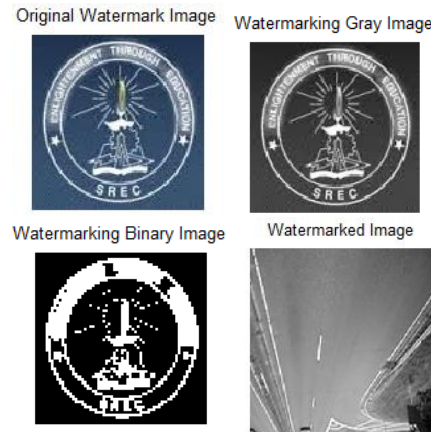 Original Watermark Image
Watermarking Gray Image
ENLIGHTENMENT THROUGH EDUCATION
SREC
ENLIGHTENMENT THROUGH EDUCATION
SREC
Watermarking Binary Image
Watermarked Image